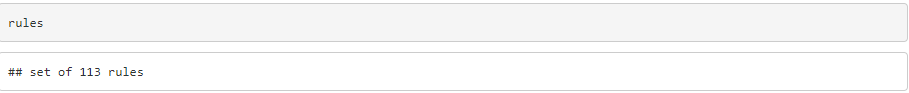 rules
## set of 113 rules